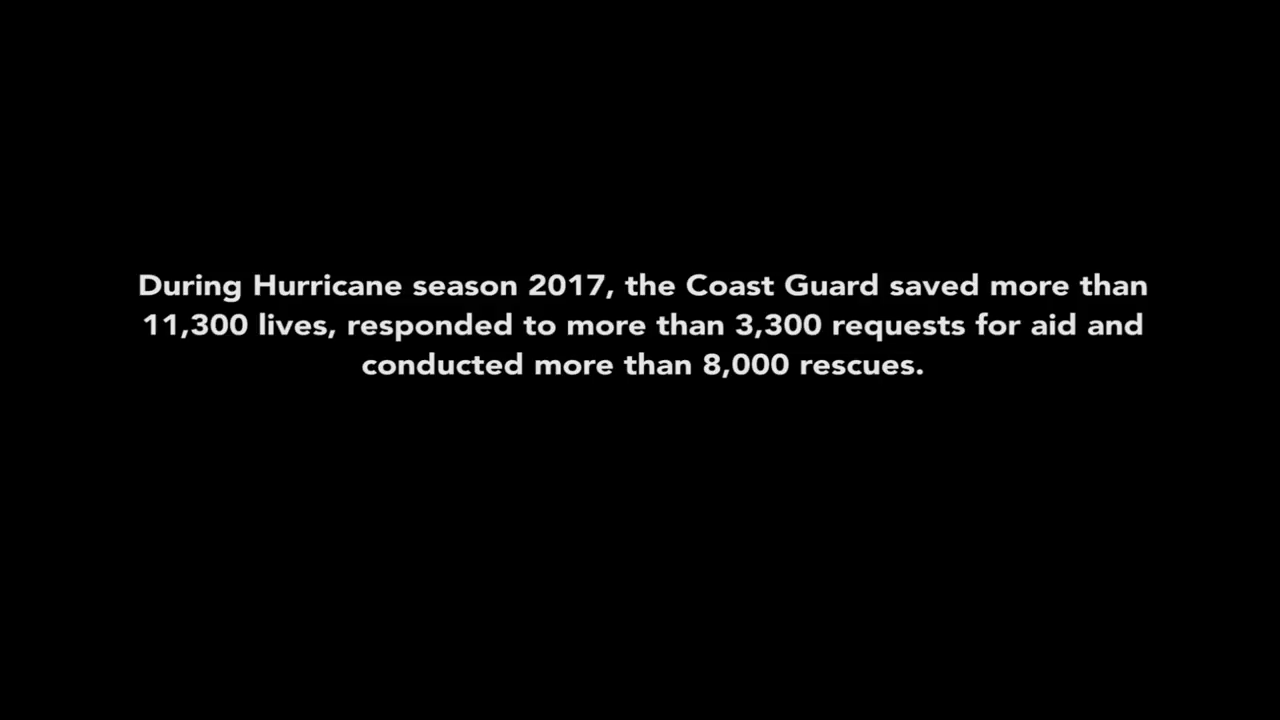 During Hurricane season 2017, the Coast Guard saved more than
11,300 lives, responded to more than 3,300 requests for aid and
conducted more than 8,000 rescues.